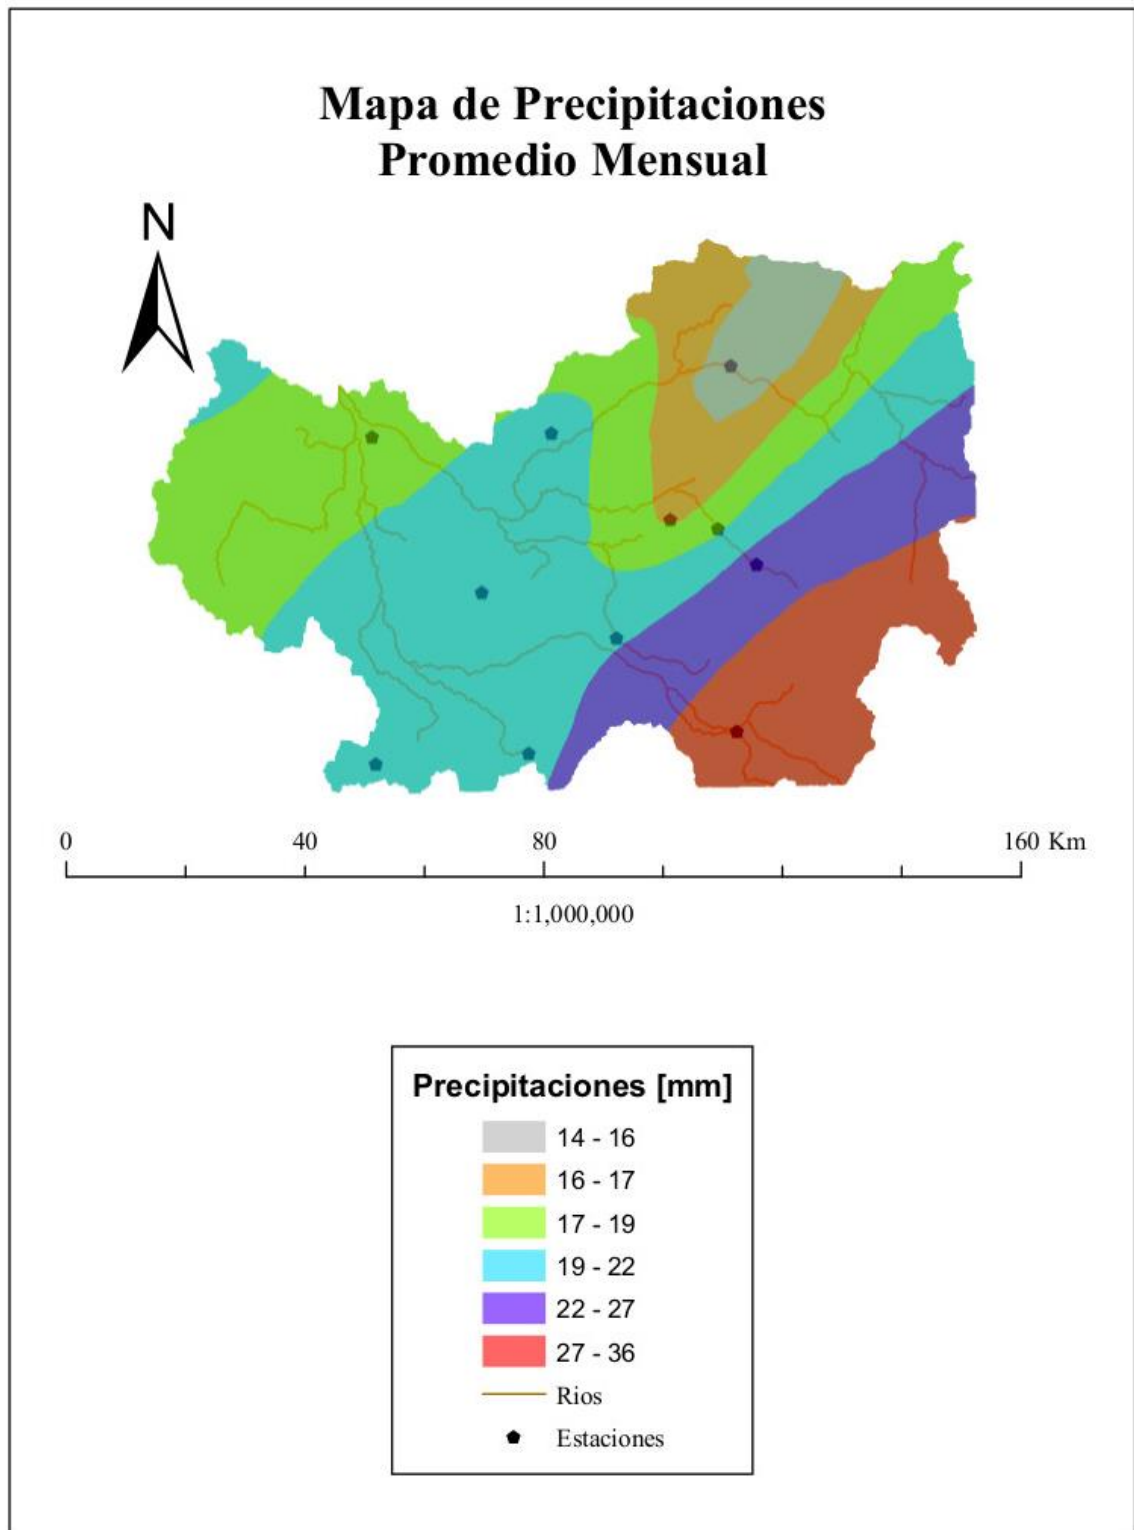 Mapa de Precipitaciones
Promedio Mensual
N
0 40 80 160 Km
1:1,000,000
Precipitaciones [mm]
14 - 16
16 - 17
17 - 19
19 - 22
22 - 27
27 - 36
Rios
Estaciones